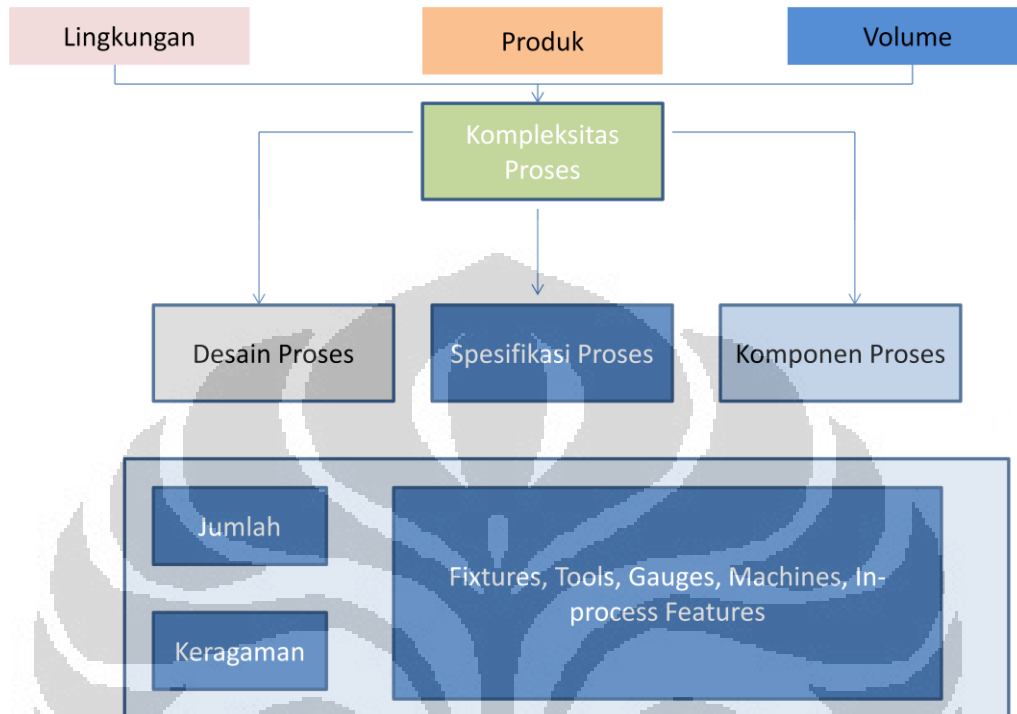 Lingkungan
Produk
Volume
Kompleksitas
Proses
Desain Proses
Spesifikasi Proses
Komponen Proses
Jumlah
Fixtures, Tools, Gauges, Machines, In-
process Features
Keragaman